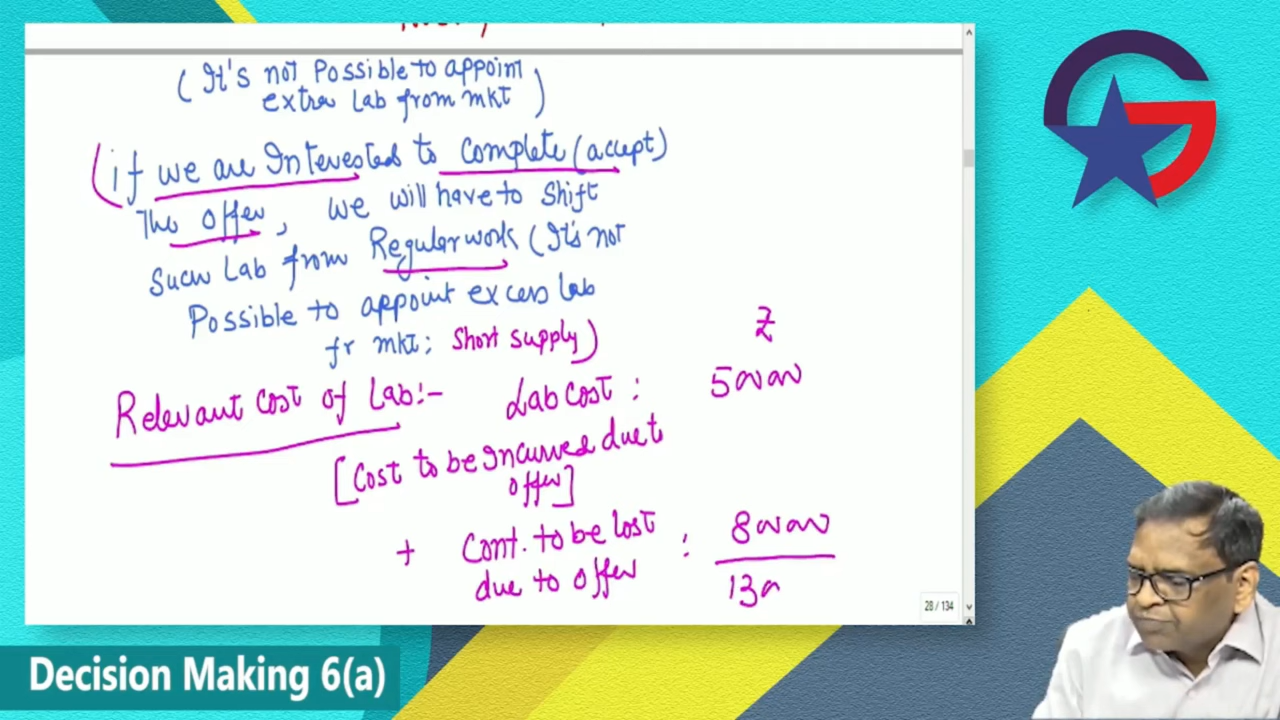 (It's not Possible to appoint
extra Lab from mkt)
(if we are Interested to Complete (accept)
The Offer, we will have to Shift
Such Lab from Regular work (It's not
Possible to appoint excess lab
fr mkt; Short supply)
₹
Relevant Cost of Lab:- Lab Cost : 50000
[Cost to be Incurred due to
offer]
+ Cont. to be lost : 80000
due to offer 13
28 / 134
Decision Making 6(a)